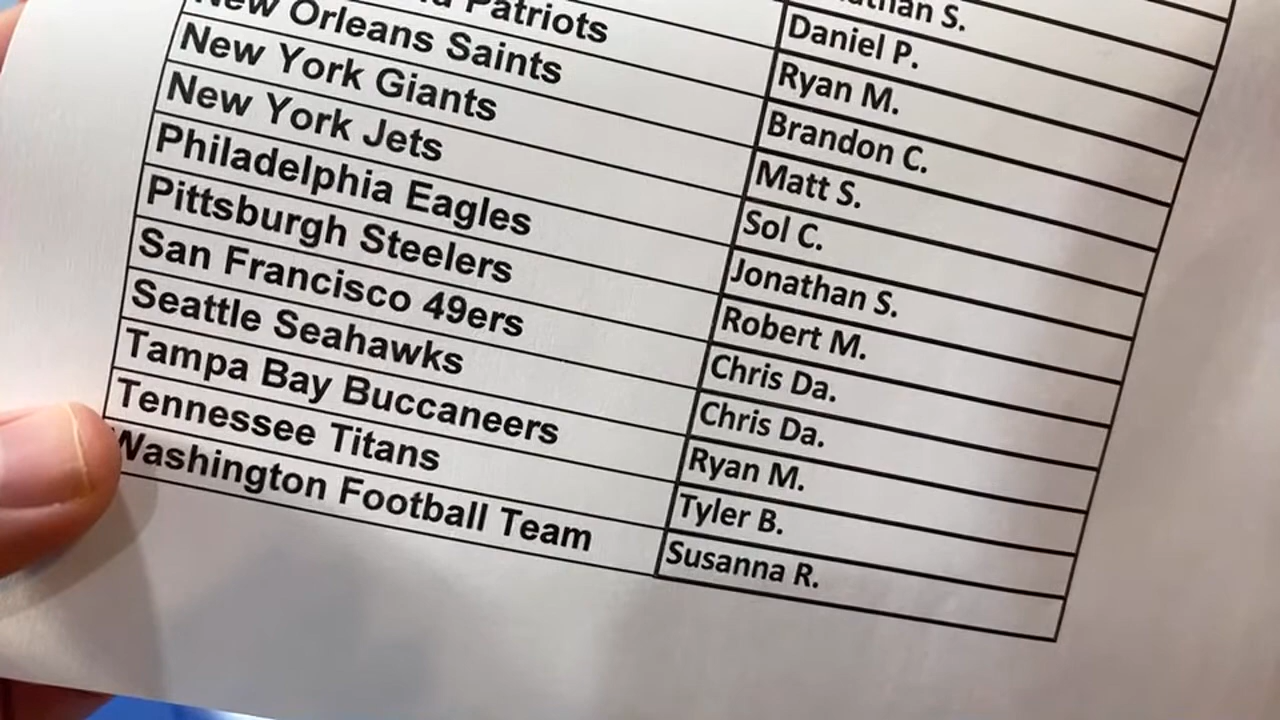 S.
Daniel P.
Patriots Ryan M.
New Orleans Saints Brandon C.
New York Giants Matt S.
New York Jets Sol C.
Philadelphia Eagles Jonathan S.
Pittsburgh Steelers Robert M.
San Francisco 49ers Chris Da.
Seattle Seahawks Chris Da.
Tampa Bay Buccaneers Ryan M.
Tennessee Titans Tyler B.
Washington Football Team Susanna R.